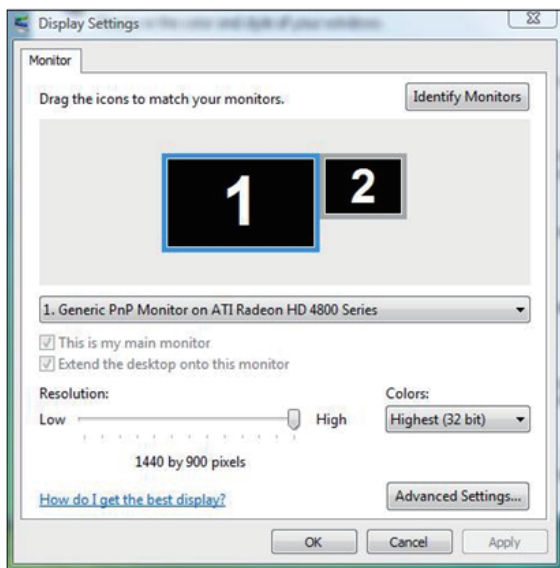 Display Settings
Monitor
Drag the icons to match your monitors.
Identify Monitors
1
2
1. Generic PnP Monitor on ATI Radeon HD 4800 Series
This is my main monitor
Extend the desktop onto this monitor
Resolution:
Colors:
Low
High
Highest (32 bit)
1440 by 900 pixels
How do I get the best display?
Advanced Settings...
OK
Cancel
Apply